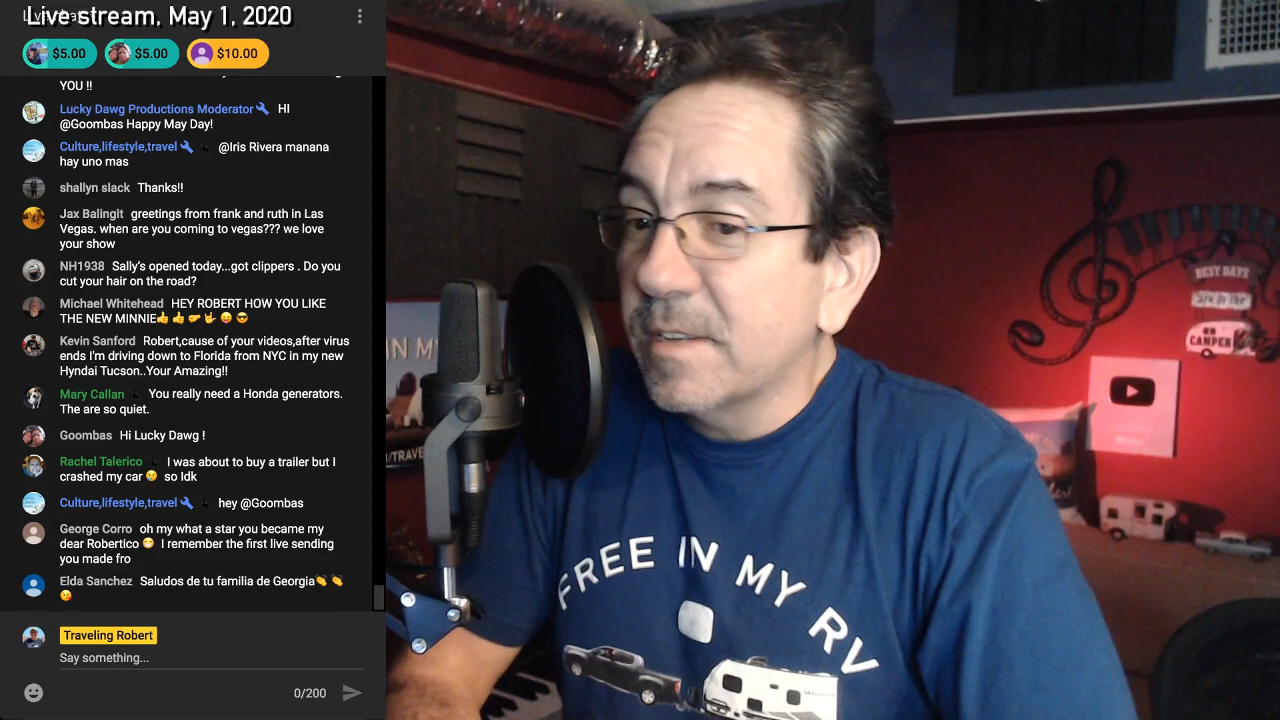 Live stream, May 1, 2020
$5.00
$5.00
$10.00
YOU !!
Lucky Dawg Productions Moderator HI
@Goombas Happy May Day!
Culture,lifestyle,travel @Iris Rivera manana
hay uno mas
shallyn slack Thanks!!
Jax Balingit greetings from frank and ruth in Las
Vegas. when are you coming to vegas??? we love
your show
NH1938 Sally's opened today...got clippers . Do you
cut your hair on the road?
Michael Whitehead HEY ROBERT HOW YOU LIKE
THE NEW MINNIE👍👍🤛🤟😛😎
Kevin Sanford Robert,cause of your videos,after virus
ends I'm driving down to Florida from NYC in my new
Hyndai Tucson..Your Amazing!!
Mary Callan You really need a Honda generators.
The are so quiet.
Goombas Hi Lucky Dawg !
Rachel Talerico I was about to buy a trailer but I
crashed my car 😢 so Idk
Culture,lifestyle,travel hey @Goombas
George Corro oh my what a star you became my
dear Robertico 😁 I remember the first live sending
you made fro
Elda Sanchez Saludos de tu familia de Georgia👏👏
😘
Traveling Robert
Say something...
0/200
IN MY
/TRAVE
FREE IN MY RV
BEST DAYS
CAMPER